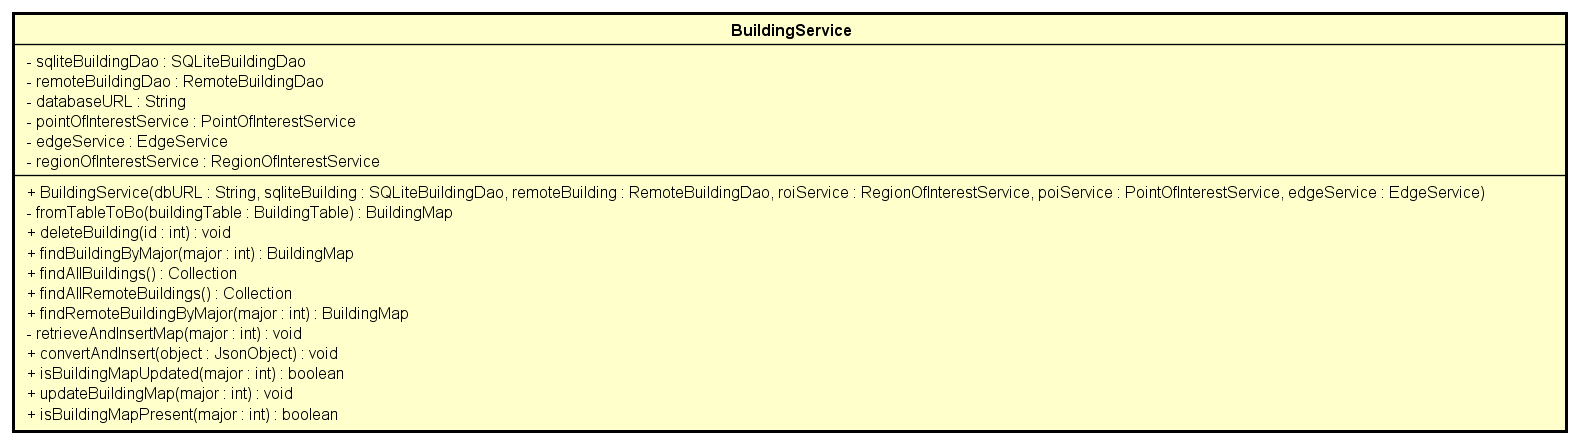 BuildingService
- sqliteBuildingDao : SQLiteBuildingDao
- remoteBuildingDao : RemoteBuildingDao
- databaseURL : String
- pointOfInterestService : PointOfInterestService
- edgeService : EdgeService
- regionOfInterestService : RegionOfInterestService
+ BuildingService(dbURL : String, sqliteBuilding : SQLiteBuildingDao, remoteBuilding : RemoteBuildingDao, roiService : RegionOfInterestService, poiService : PointOfInterestService, edgeService : EdgeService)
- fromTableToBo(buildingTable : BuildingTable) : BuildingMap
+ deleteBuilding(id : int) : void
+ findBuildingByMajor(major : int) : BuildingMap
+ findAllBuildings() : Collection
+ findAllRemoteBuildings() : Collection
+ findRemoteBuildingByMajor(major : int) : BuildingMap
- retrieveAndInsertMap(major : int) : void
+ convertAndInsert(object : JsonObject) : void
+ isBuildingMapUpdated(major : int) : boolean
+ updateBuildingMap(major : int) : void
+ isBuildingMapPresent(major : int) : boolean